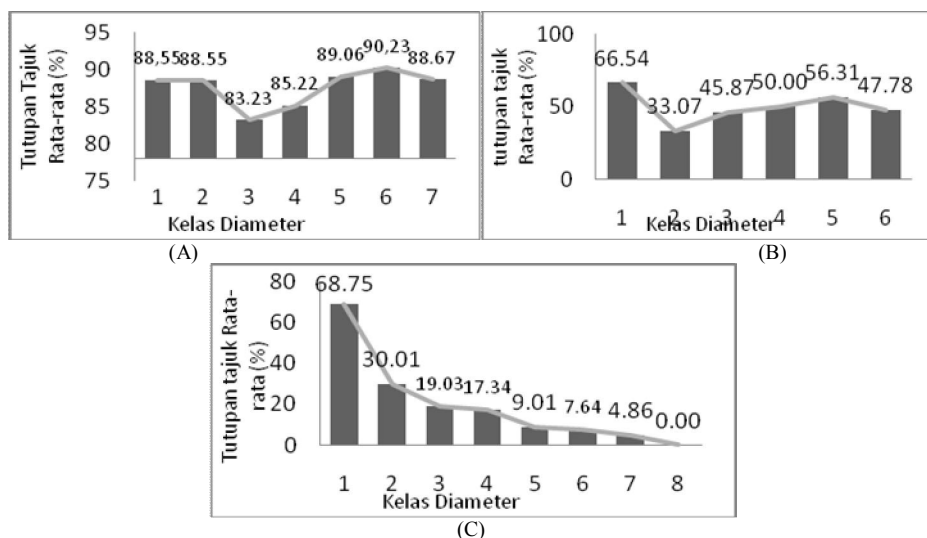 Tutupan Tajuk
Rata-rata (%)
95
90
85
80
75
88,55 88.55 83.23 85.22 89.06 90,23 88.67
1 2 3 4 5 6 7
Kelas Diameter
(A)
tutupan tajuk
Rata-rata (%)
100
50
0
66.54 33.07 45.87 50.00 56.31 47.78
1 2 3 4 5 6
Kelas Diameter
(B)
Tutupan tajuk Rata-
rata (%)
80
60
40
20
0
68.75 30.01 19.03 17.34 9.01 7.64 4.86 0.00
1 2 3 4 5 6 7 8
Kelas Diameter
(C)